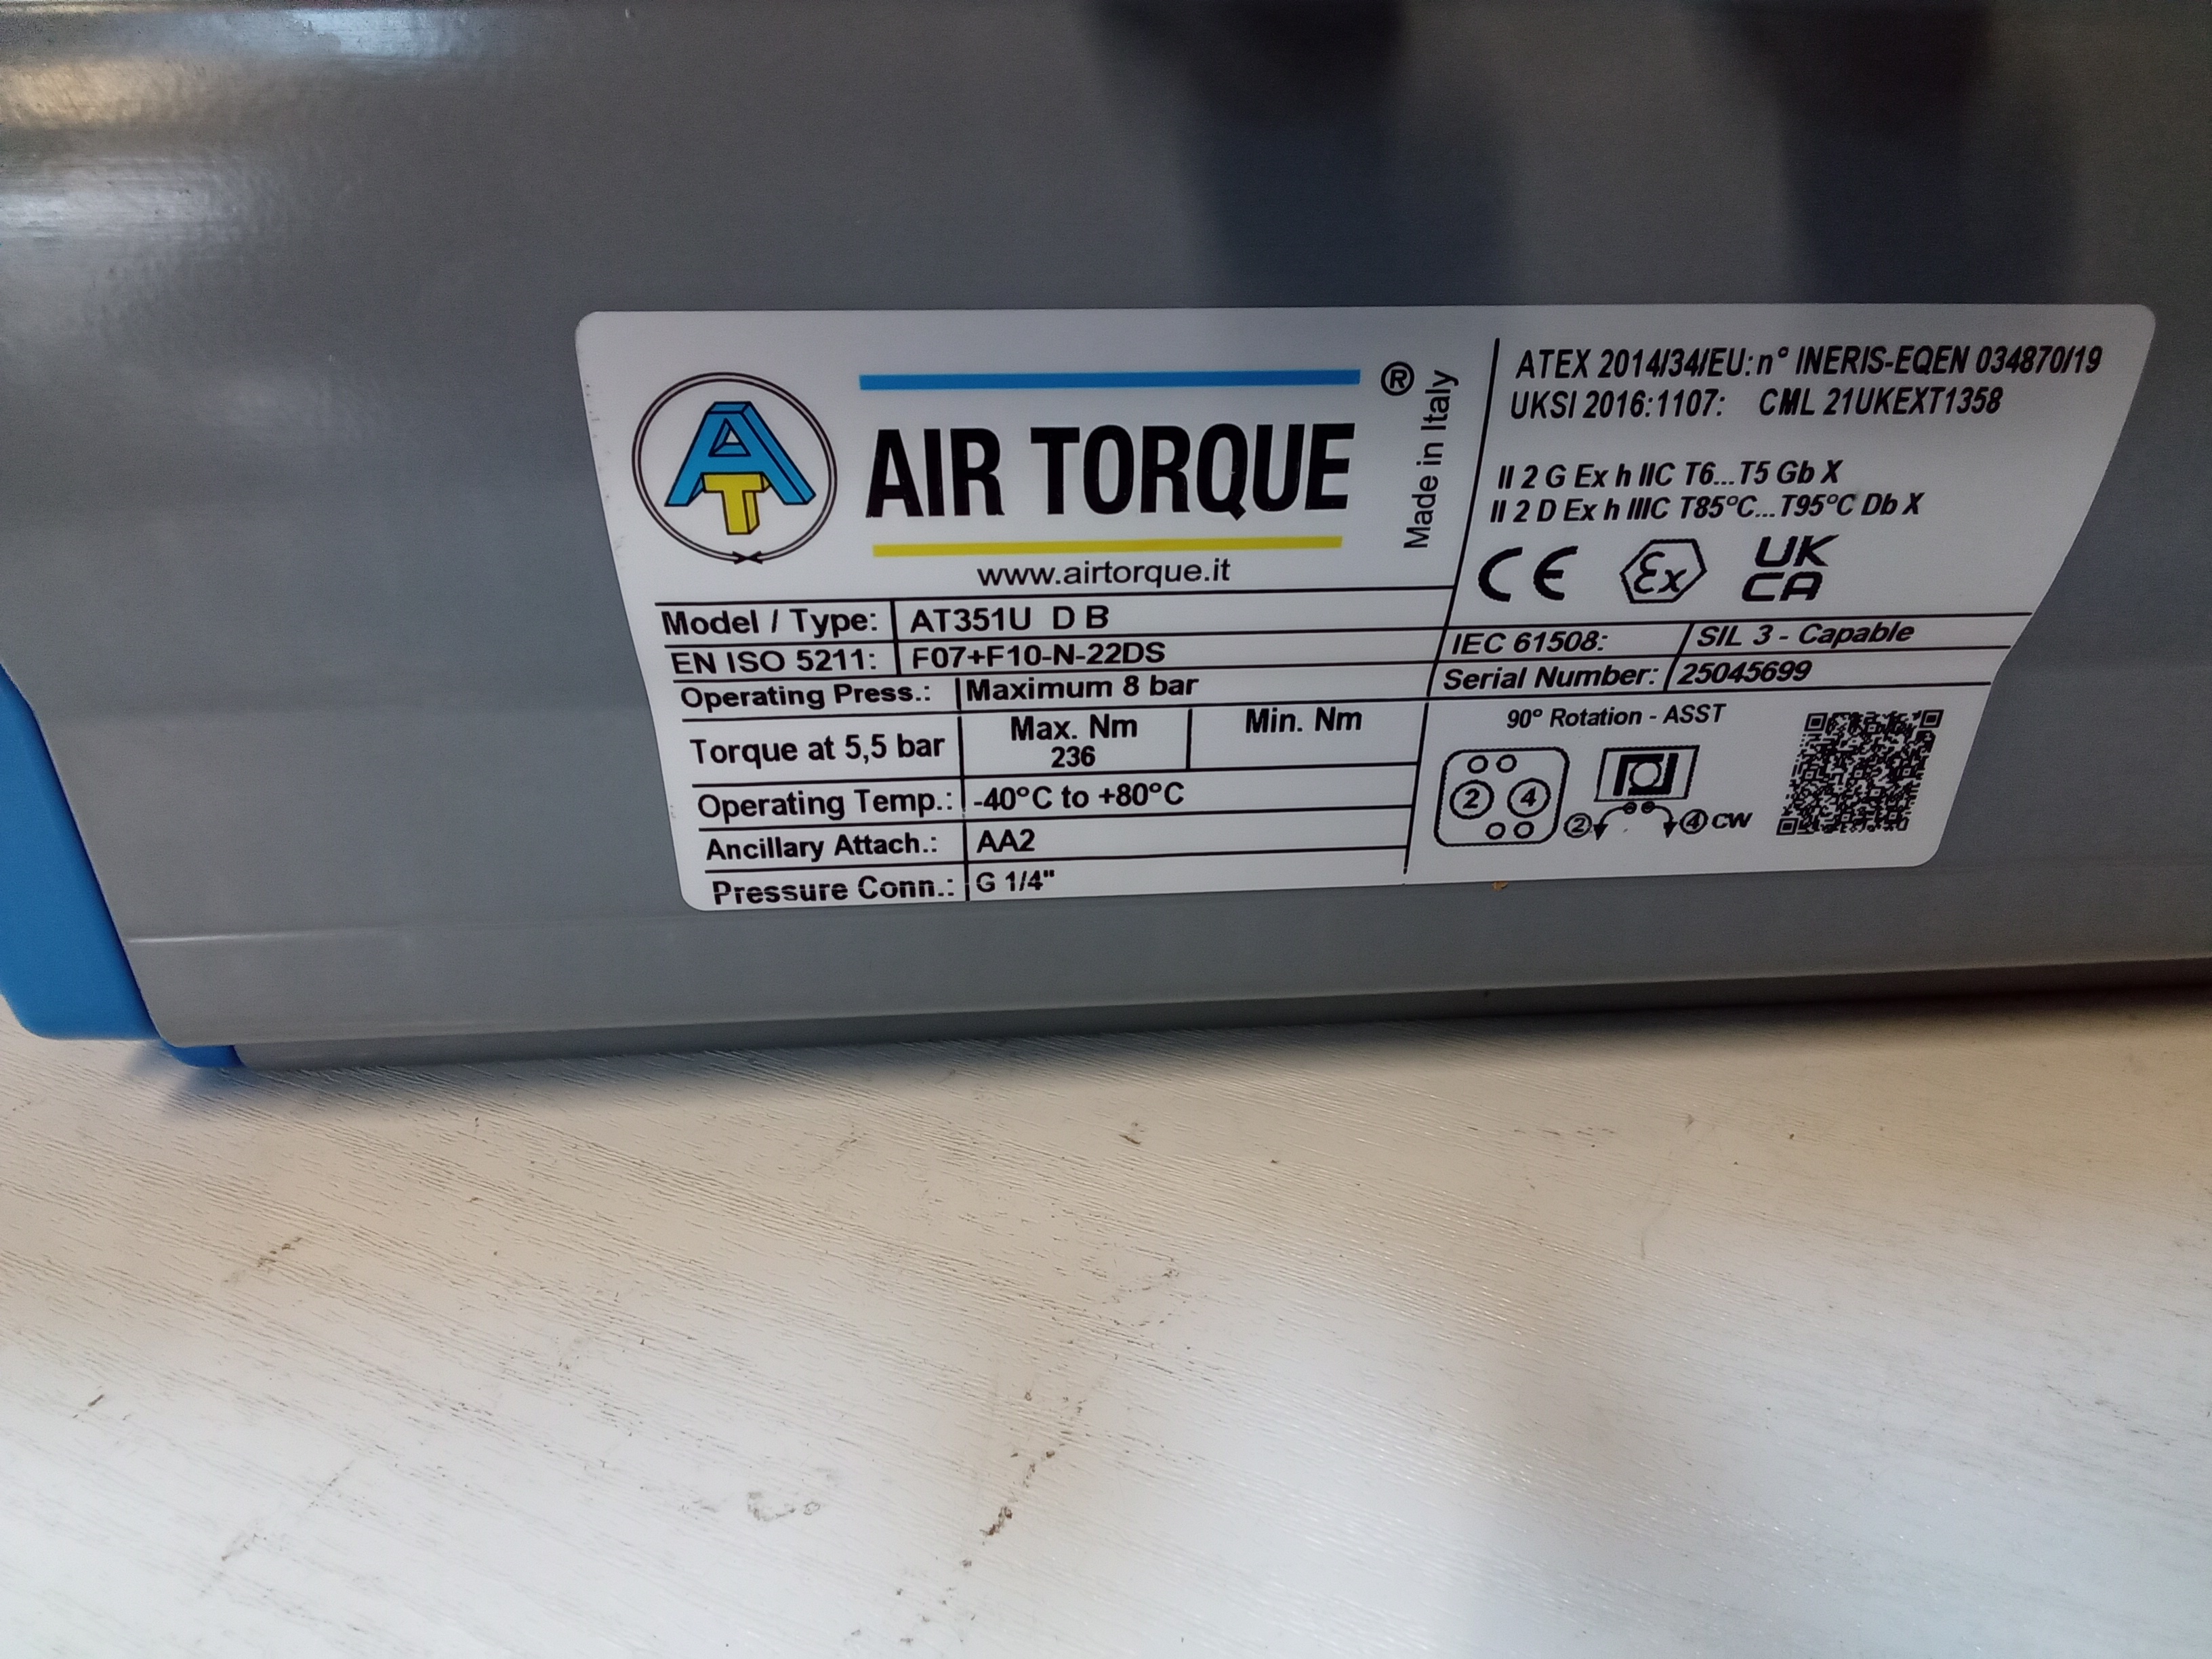 AT
AIR TORQUE ®
Made in Italy
www.airtorque.it
Model / Type: AT351U D B
EN ISO 5211: F07+F10-N-22DS
Operating Press.: Maximum 8 bar
Torque at 5,5 bar Max. Nm Min. Nm
236
Operating Temp.: -40°C to +80°C
Ancillary Attach.: AA2
Pressure Conn.: G 1/4"
ATEX 2014/34/EU: n° INERIS-EQEN 034870/19
UKSI 2016:1107: CML 21UKEXT1358
II 2 G Ex h IIC T6...T5 Gb X
II 2 D Ex h IIIC T85°C...T95°C Db X
CE Ex UK
CA
IEC 61508: SIL 3 - Capable
Serial Number: 25045699
90° Rotation - ASST
2 4
2 4 CW